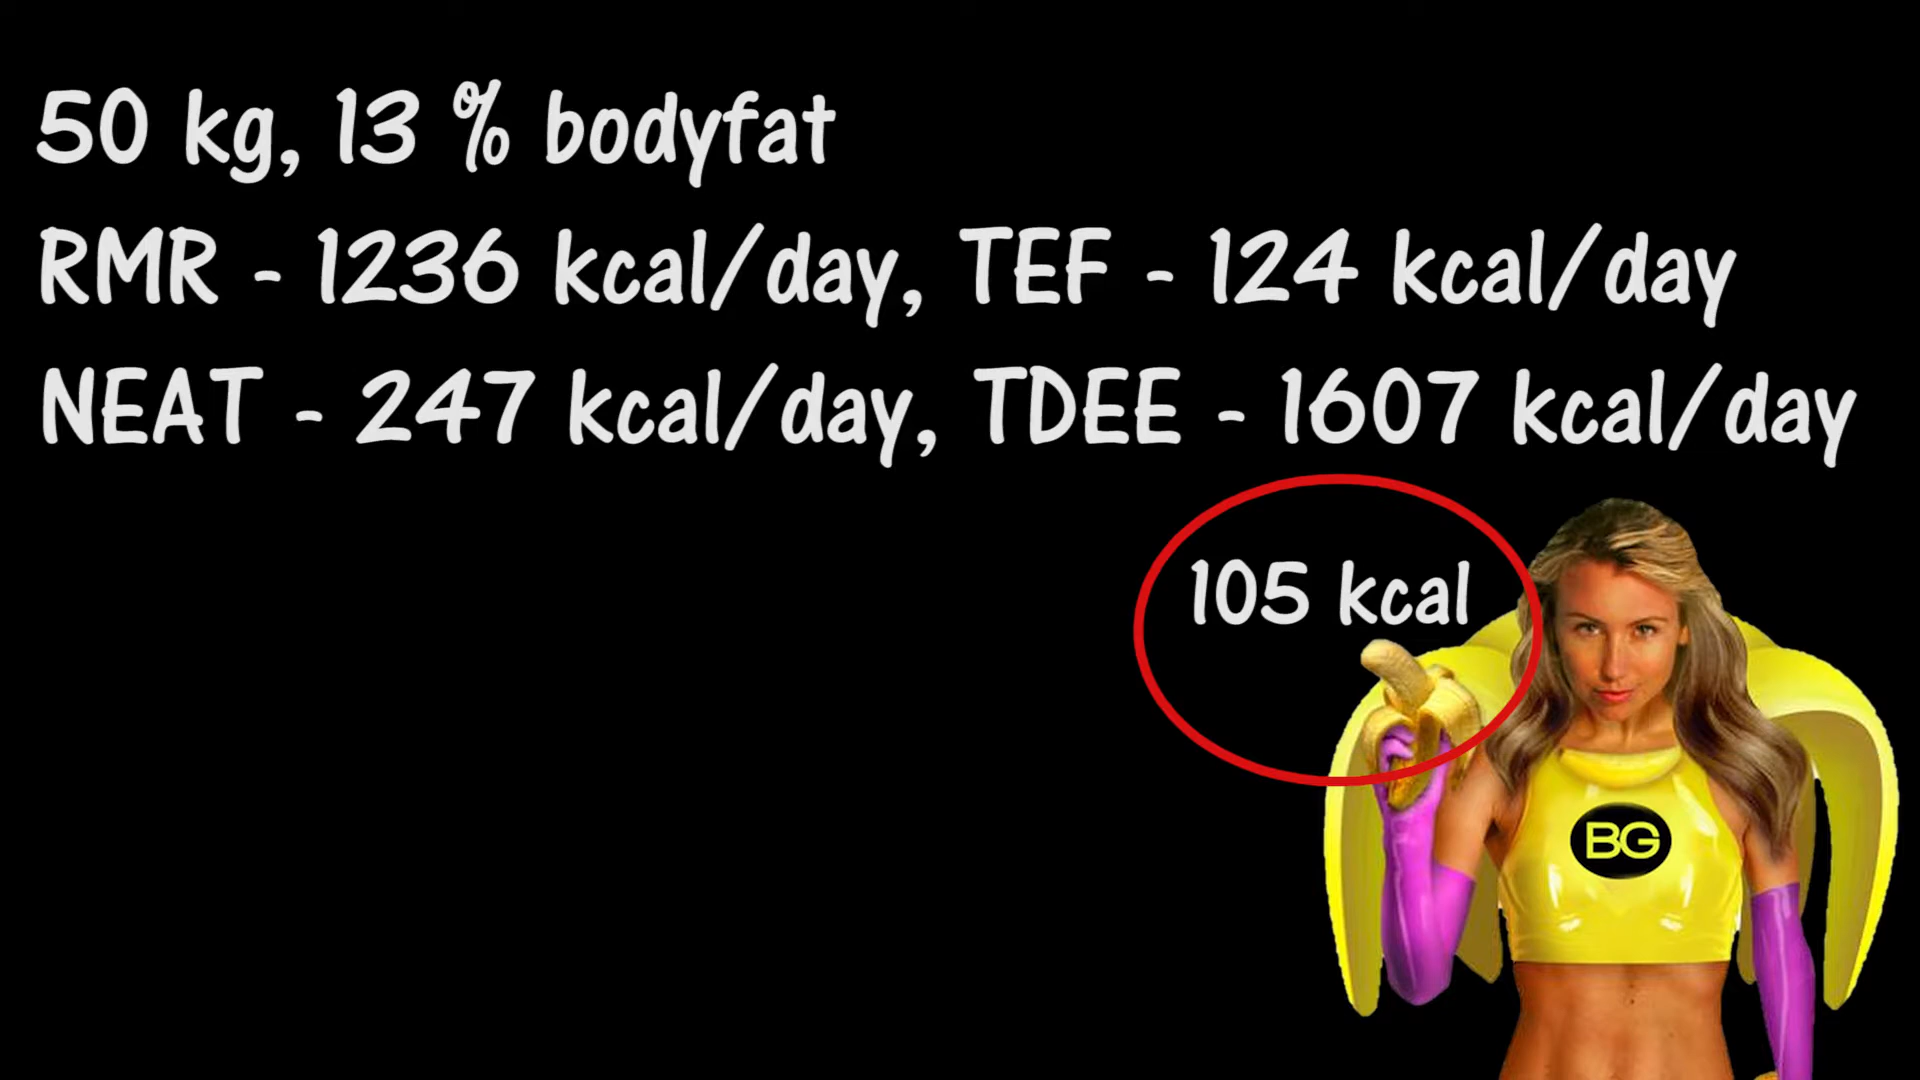 50 kg, 13 % bodyfat
RMR - 1236 kcal/day, TEF - 124 kcal/day
NEAT - 247 kcal/day, TDEE - 1607 kcal/day
105 kcal
BG